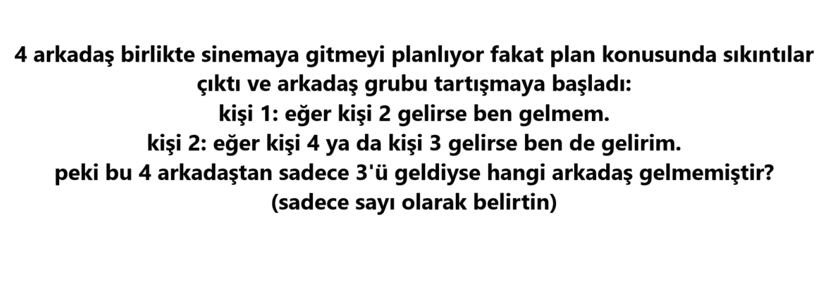 4 arkadaş birlikte sinemaya gitmeyi planlıyor fakat plan konusunda sıkıntılar
çıktı ve arkadaş grubu tartışmaya başladı:
kişi 1: eğer kişi 2 gelirse ben gelmem.
kişi 2: eğer kişi 4 ya da kişi 3 gelirse ben de gelirim.
peki bu 4 arkadaştan sadece 3'ü geldiyse hangi arkadaş gelmemiştir?
(sadece sayı olarak belirtin)